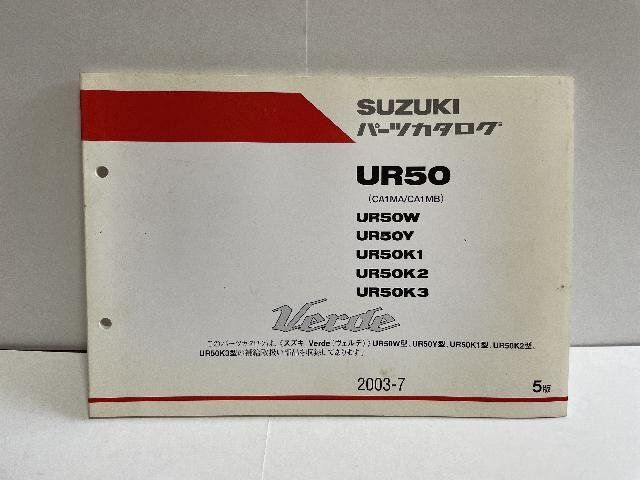 SUZUKI
パーツカタログ
UR50
(CA1MA/CA1MB)
UR50W
UR50Y
UR50K1
UR50K2
UR50K3
Verde
このパーツカタログは、《スズキ Verde(ヴェルデ)》UR50W型、UR50Y型、UR50K1型、UR50K2型、
UR50K3型の補給取扱い部品を収録してあります。
2003-7 5版